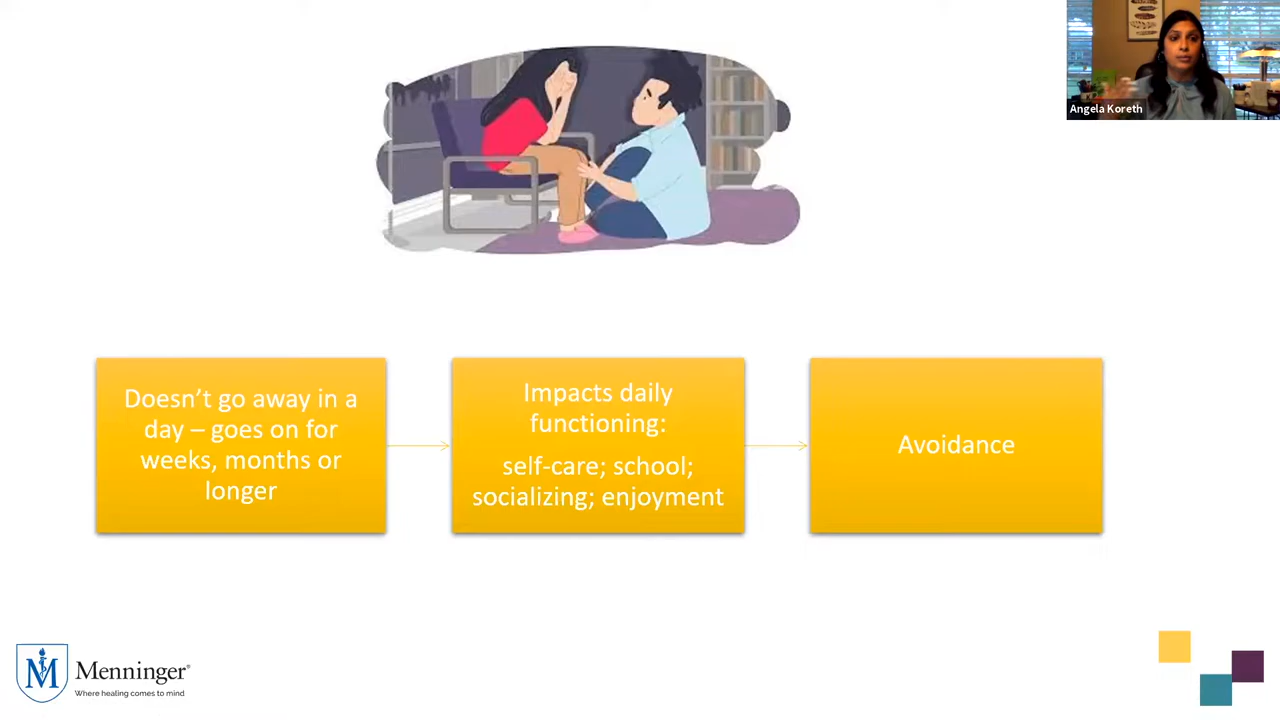 Angela Koreth
Doesn't go away in a
day – goes on for
weeks, months or
longer
Impacts daily
functioning:
self-care; school;
socializing; enjoyment
Avoidance
M
Menninger®
Where healing comes to mind